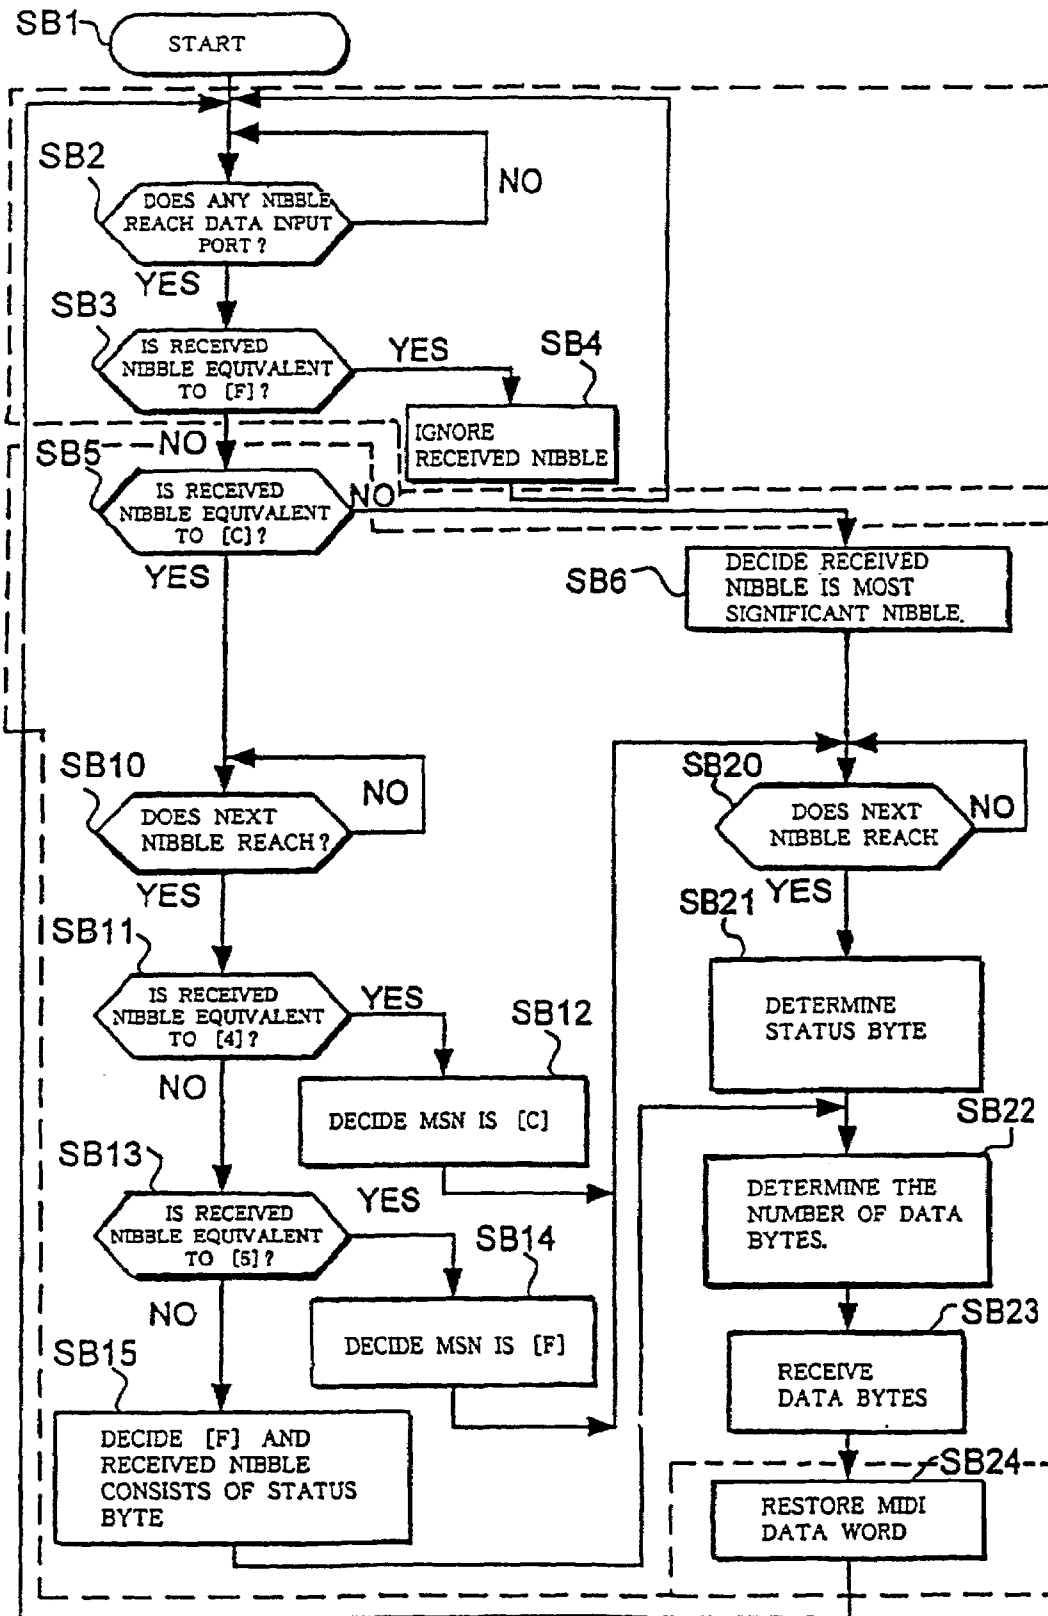 SB1
START
SB2
DOES ANY NIBBLE
REACH DATA INPUT
PORT?
NO
YES
SB3
IS RECEIVED
NIBBLE EQUIVALENT
TO [F]?
YES
SB4
IGNORE
RECEIVED NIBBLE
NO
SB5
IS RECEIVED
NIBBLE EQUIVALENT
TO [C]?
NO
YES
SB6
DECIDE RECEIVED
NIBBLE IS MOST
SIGNIFICANT NIBBLE.
SB10
DOES NEXT
NIBBLE REACH?
NO
YES
SB11
IS RECEIVED
NIBBLE EQUIVALENT
TO [4]?
YES
SB12
DECIDE MSN IS [C]
NO
SB13
IS RECEIVED
NIBBLE EQUIVALENT
TO [5]?
YES
SB14
DECIDE MSN IS [F]
NO
SB15
DECIDE [F] AND
RECEIVED NIBBLE
CONSISTS OF STATUS
BYTE
SB20
DOES NEXT
NIBBLE REACH
NO
YES
SB21
DETERMINE
STATUS BYTE
SB22
DETERMINE THE
NUMBER OF DATA
BYTES.
SB23
RECEIVE
DATA BYTES
SB24
RESTORE MIDI
DATA WORD